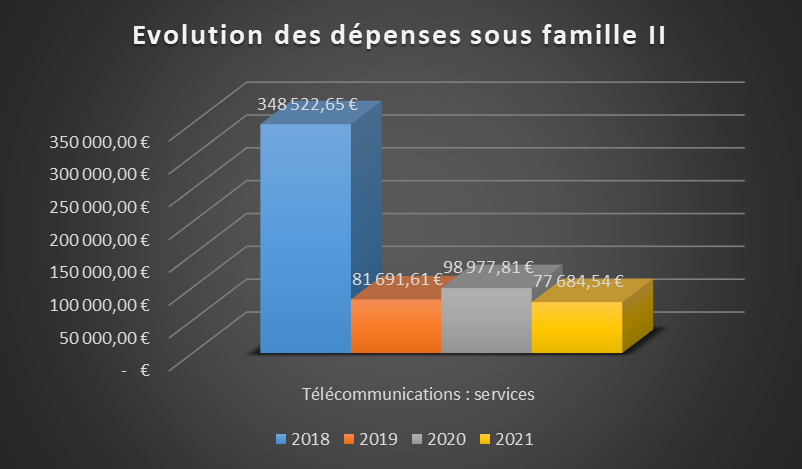 Evolution des dépenses sous famille II
348 522,65 €
350 000,00 €
300 000,00 €
250 000,00 €
200 000,00 €
150 000,00 €
100 000,00 €
50 000,00 €
- €
81 691,61 €
98 977,81 €
77 684,54 €
Télécommunications : services
2018 2019 2020 2021